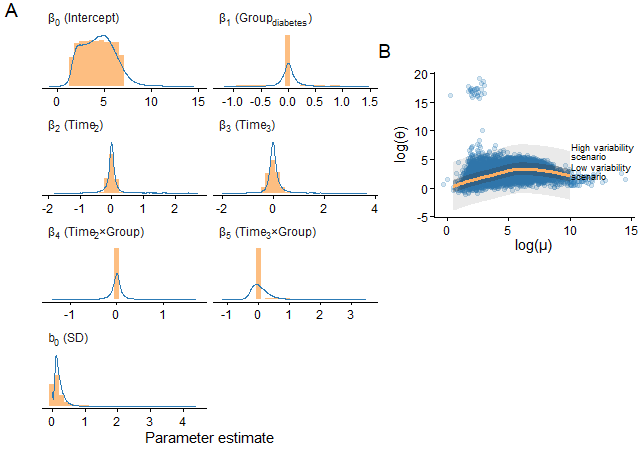 A
β0 (Intercept)
0 5 10 15
β1 (Groupdiabetes)
-1.0 -0.5 0.0 0.5 1.0 1.5
β2 (Time2)
-2 -1 0 1 2
β3 (Time3)
-2 0 2 4
β4 (Time2×Group)
-1 0 1
β5 (Time3×Group)
-1 0 1 2 3
b0 (SD)
0 1 2 3 4
Parameter estimate
B
20
15
10
5
0
-5
log(θ)
High variability
scenario
Low variability
scenario
0 5 10 15
log(μ)